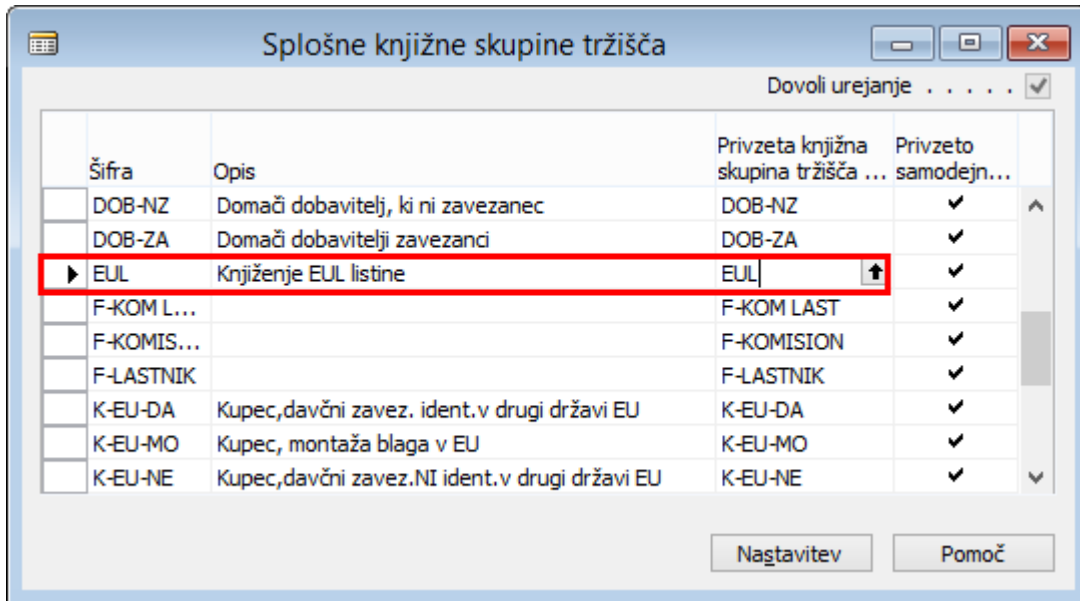 Splošne knjižne skupine tržišča
Dovoli urejanje . . . . .
Šifra Opis Privzeta knjižna skupina tržišča ... Privzeto samodejn...
DOB-NZ Domači dobavitelj, ki ni zavezanec DOB-NZ
DOB-ZA Domači dobavitelji zavezanci DOB-ZA
EUL Knjiženje EUL listine EUL
F-KOM L... F-KOM LAST
F-KOMIS... F-KOMISION
F-LASTNIK F-LASTNIK
K-EU-DA Kupec,davčni zavez. ident.v drugi državi EU K-EU-DA
K-EU-MO Kupec, montaža blaga v EU K-EU-MO
K-EU-NE Kupec,davčni zavez.NI ident.v drugi državi EU K-EU-NE
Nastavitev Pomoč